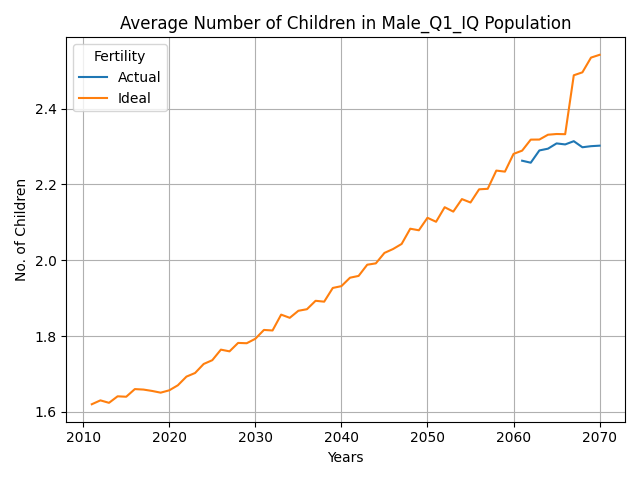 Average Number of Children in Male_Q1_IQ Population
Fertility
Actual
Ideal
No. of Children
2.4
2.2
2.0
1.8
1.6
2010 2020 2030 2040 2050 2060 2070
Years